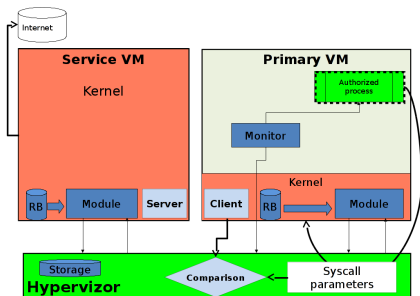 Internet
Service VM
Primary VM
Kernel
Authorized
process
Monitor
Kernel
RB
Module
Server
Client
RB
Module
Storage
Hypervizor
Comparison
Syscall
parameters